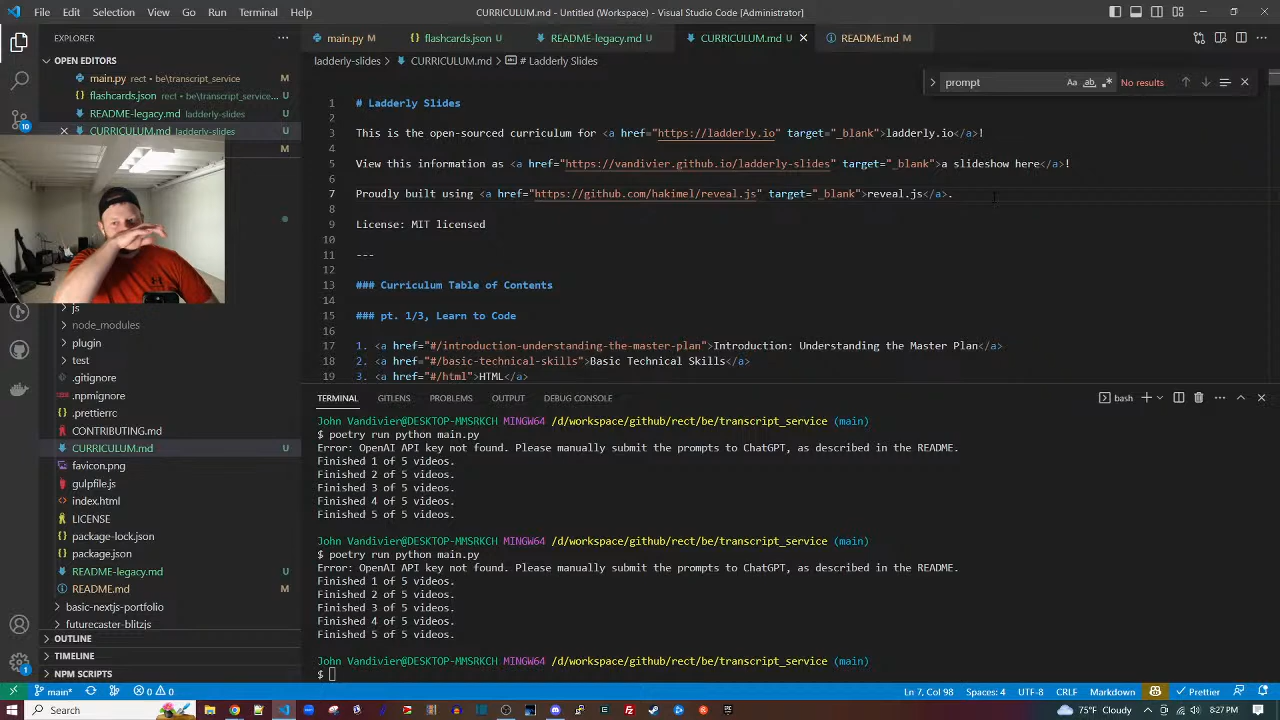 File Edit Selection View Go Run Terminal Help
CURRICULUM.md - Untitled (Workspace) - Visual Studio Code [Administrator]
EXPLORER
OPEN EDITORS
main.py rect • be\transcript_service M
flashcards.json rect • be\transcript_service... U
README-legacy.md ladderly-slides U
CURRICULUM.md ladderly-slides U
M
js
node_modules
plugin
test
.gitignore
.npmignore
.prettierrc
CONTRIBUTING.md
CURRICULUM.md U
favicon.png
gulpfile.js
index.html
LICENSE
package-lock.json
package.json
README-legacy.md U
README.md M
basic-nextjs-portfolio
futurecaster-blitzjs
OUTLINE
TIMELINE
NPM SCRIPTS
10
1
main.py M flashcards.json U README-legacy.md U CURRICULUM.md U README.md M
ladderly-slides > CURRICULUM.md > # Ladderly Slides
prompt Aa ab No results
1 # Ladderly Slides
2
3 This is the open-sourced curriculum for <a href="https://ladderly.io" target="_blank">ladderly.io</a>!
4
5 View this information as <a href="https://vandivier.github.io/ladderly-slides" target="_blank">a slideshow here</a>!
6
7 Proudly built using <a href="https://github.com/hakimel/reveal.js" target="_blank">reveal.js</a>.
8
9 License: MIT licensed
10
11 ---
12
13 ### Curriculum Table of Contents
14
15 ### pt. 1/3, Learn to Code
16
17 1. <a href="#/introduction-understanding-the-master-plan">Introduction: Understanding the Master Plan</a>
18 2. <a href="#/basic-technical-skills">Basic Technical Skills</a>
19 3. <a href="#/html">HTML</a>
TERMINAL GITLENS PROBLEMS OUTPUT DEBUG CONSOLE
bash
John Vandivier@DESKTOP-MMSRKCH MINGW64 /d/workspace/github/rect/be/transcript_service (main)
$ poetry run python main.py
Error: OpenAI API key not found. Please manually submit the prompts to ChatGPT, as described in the README.
Finished 1 of 5 videos.
Finished 2 of 5 videos.
Finished 3 of 5 videos.
Finished 4 of 5 videos.
Finished 5 of 5 videos.
John Vandivier@DESKTOP-MMSRKCH MINGW64 /d/workspace/github/rect/be/transcript_service (main)
$ poetry run python main.py
Error: OpenAI API key not found. Please manually submit the prompts to ChatGPT, as described in the README.
Finished 1 of 5 videos.
Finished 2 of 5 videos.
Finished 3 of 5 videos.
Finished 4 of 5 videos.
Finished 5 of 5 videos.
John Vandivier@DESKTOP-MMSRKCH MINGW64 /d/workspace/github/rect/be/transcript_service (main)
$
main* 0 0 Ln 7, Col 98 Spaces: 4 UTF-8 CRLF Markdown Prettier
Search 75°F Cloudy 8:27 PM